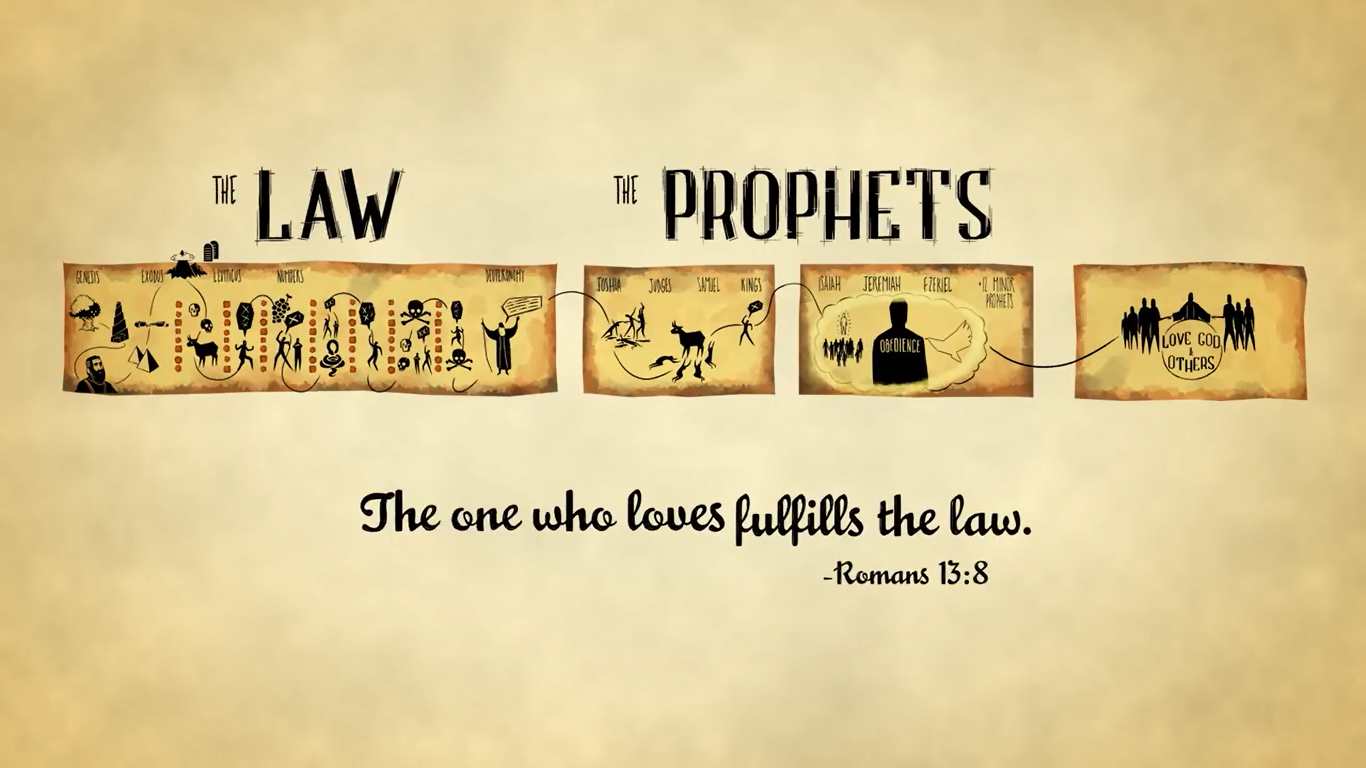 THE LAW
THE PROPHETS
GENESIS EXODUS LEVITICUS NUMBERS DEUTERONOMY
JOSHUA JUDGES SAMUEL KINGS
ISAIAH JEREMIAH EZEKIEL +12 MINOR
PROPHETS
OBEDIENCE
LOVE GOD
&
OTHERS
The one who loves fulfills the law.
-Romans 13:8